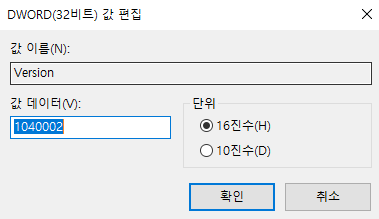 DWORD(32비트) 값 편집
값 이름(N):
Version
값 데이터(V):
1040002
단위
16진수(H)
10진수(D)
확인
취소